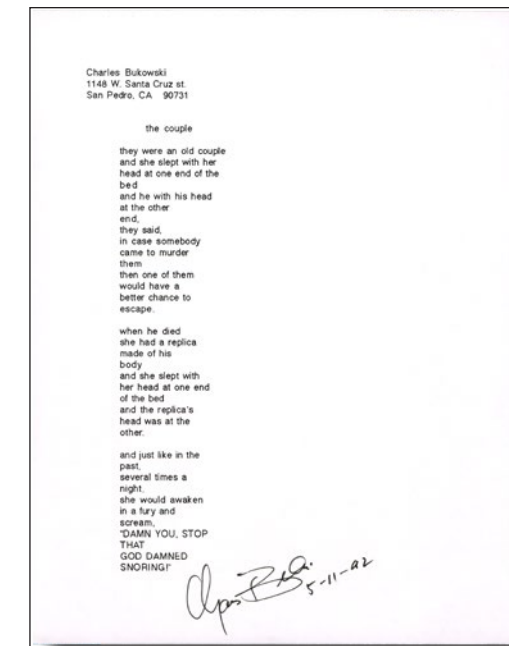 Charles Bukowski
1148 W. Santa Cruz st.
San Pedro, CA 90731
the couple
they were an old couple
and she slept with her
head at one end of the
bed
and he with his head
at the other
end,
they said,
in case somebody
came to murder
them
then one of them
would have a
better chance to
escape.
when he died
she had a replica
made of his
body
and she slept with
her head at one end
of the bed
and the replica's
head was at the
other.
and just like in the
past,
several times a
night,
she would awaken
in a fury and
scream,
"DAMN YOU, STOP
THAT
GOD DAMNED
SNORING!"
5-11-92